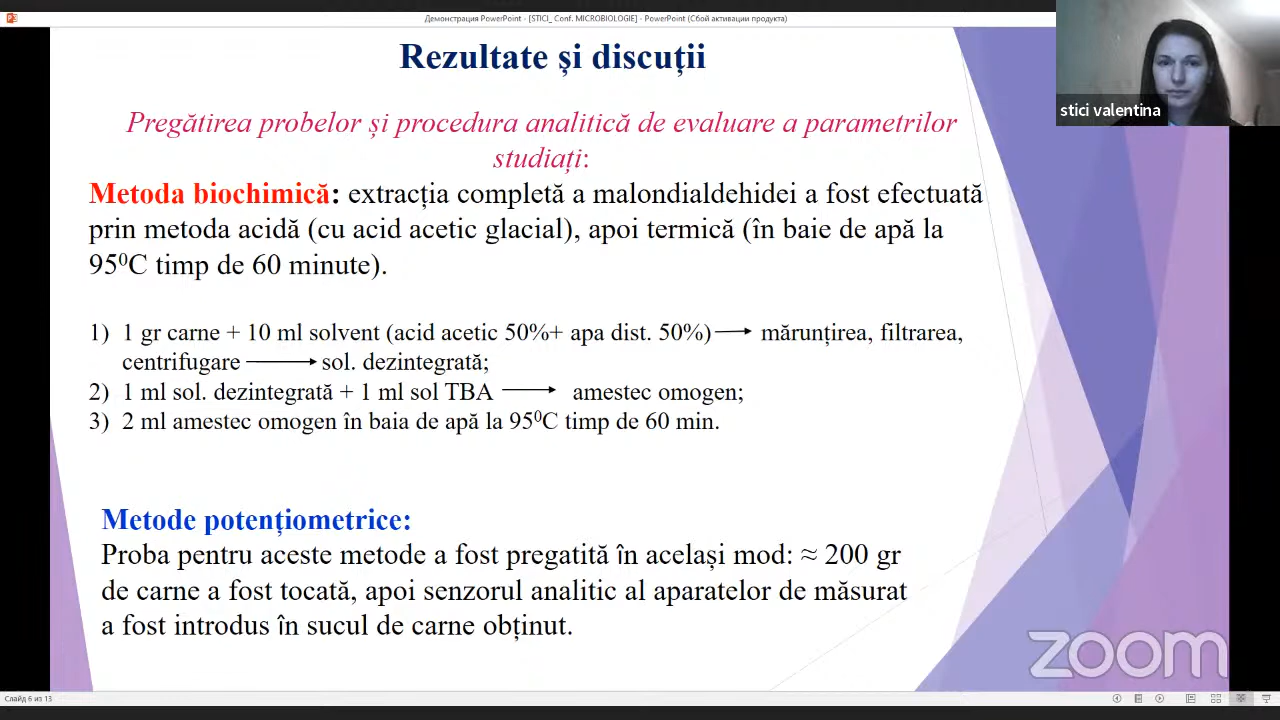 Демонстрация PowerPoint - [STICI_ Conf. MICROBIOLOGIE] - PowerPoint (Сбой активации продукта)
stici valentina
Rezultate și discuții
Pregătirea probelor și procedura analitică de evaluare a parametrilor
studiați:
Metoda biochimică: extracția completă a malondialdehidei a fost efectuată
prin metoda acidă (cu acid acetic glacial), apoi termică (în baie de apă la
95⁰C timp de 60 minute).
1) 1 gr carne + 10 ml solvent (acid acetic 50%+ apa dist. 50%) → mărunțirea, filtrarea,
centrifugare → sol. dezintegrată;
2) 1 ml sol. dezintegrată + 1 ml sol TBA → amestec omogen;
3) 2 ml amestec omogen în baia de apă la 95⁰C timp de 60 min.
Metode potențiometrice:
Proba pentru aceste metode a fost pregatită în același mod: ≈ 200 gr
de carne a fost tocată, apoi senzorul analitic al aparatelor de măsurat
a fost introdus în sucul de carne obținut.
zoom
Слайд 6 из 13